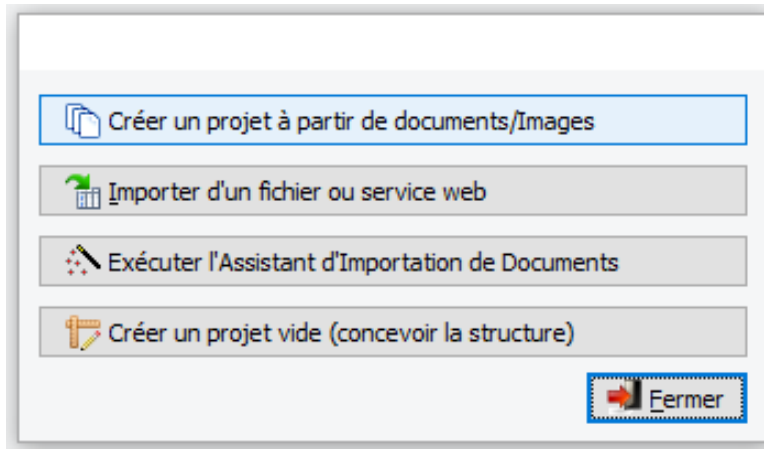 Créer un projet à partir de documents/Images
Importer d'un fichier ou service web
Exécuter l'Assistant d'Importation de Documents
Créer un projet vide (concevoir la structure)
Fermer